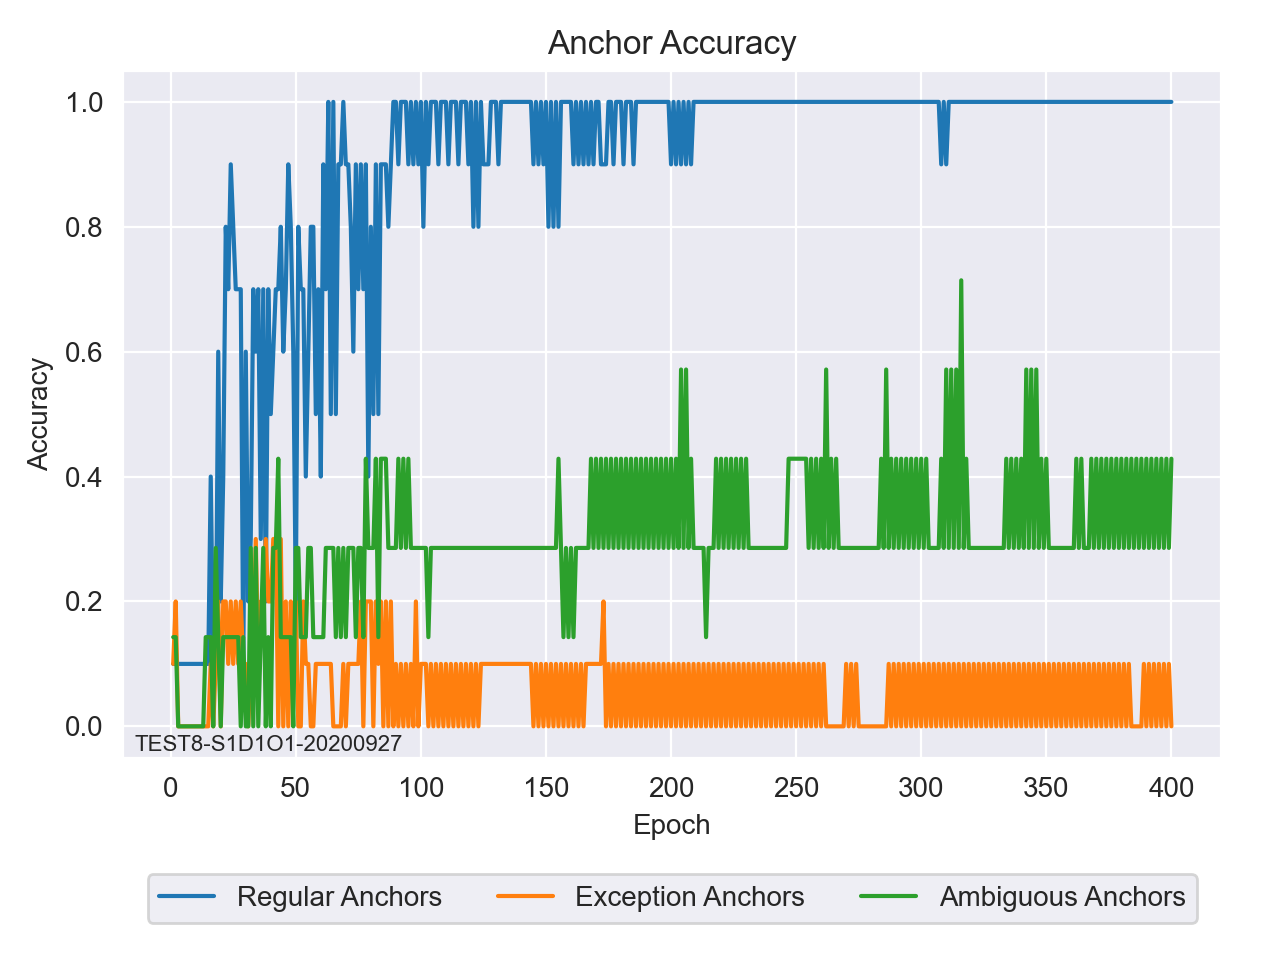 Anchor Accuracy
1.0
0.8
0.6
0.4
0.2
0.0
Accuracy
TEST8-S1D1O1-20200927
0 50 100 150 200 250 300 350 400
Epoch
Regular Anchors Exception Anchors Ambiguous Anchors